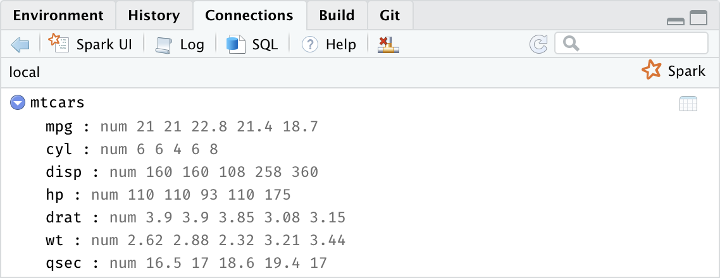 Environment History Connections Build Git
Spark UI Log SQL Help
local Spark
mtcars
mpg : num 21 21 22.8 21.4 18.7
cyl : num 6 6 4 6 8
disp : num 160 160 108 258 360
hp : num 110 110 93 110 175
drat : num 3.9 3.9 3.85 3.08 3.15
wt : num 2.62 2.88 2.32 3.21 3.44
qsec : num 16.5 17 18.6 19.4 17